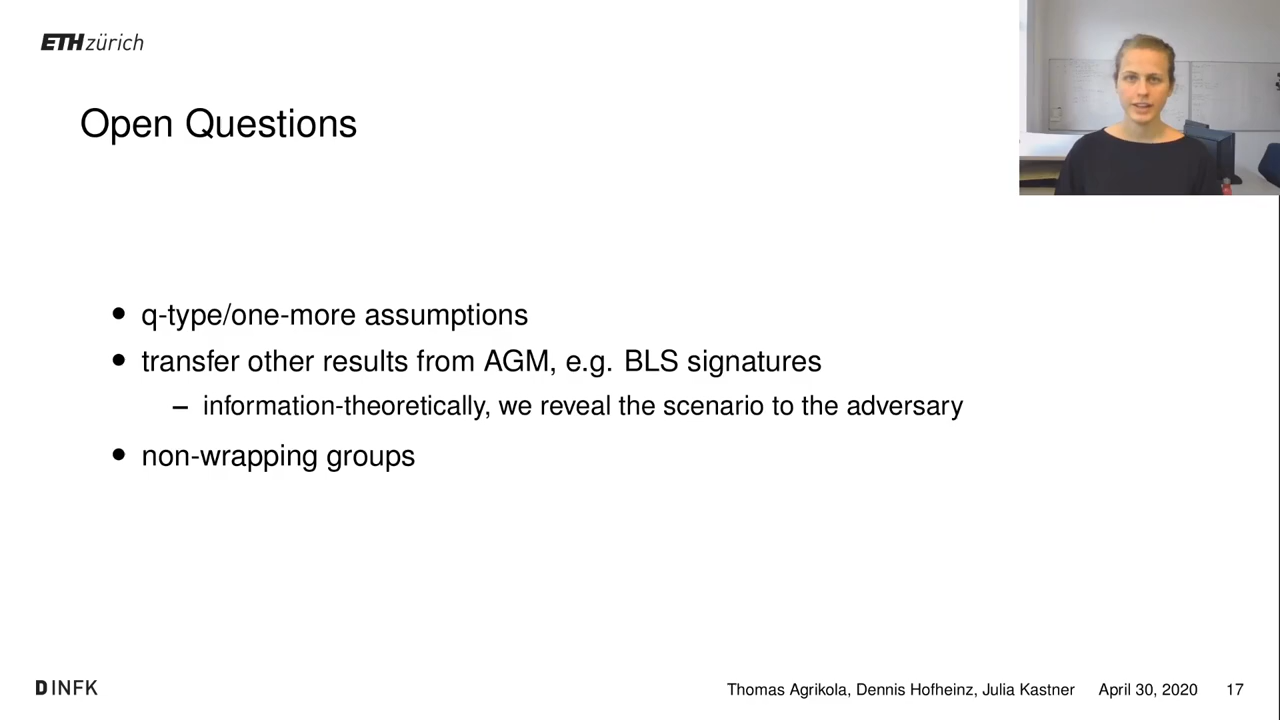 ETH zürich
Open Questions
• q-type/one-more assumptions
• transfer other results from AGM, e.g. BLS signatures
– information-theoretically, we reveal the scenario to the adversary
• non-wrapping groups
D INFK
Thomas Agrikola, Dennis Hofheinz, Julia Kastner April 30, 2020 17